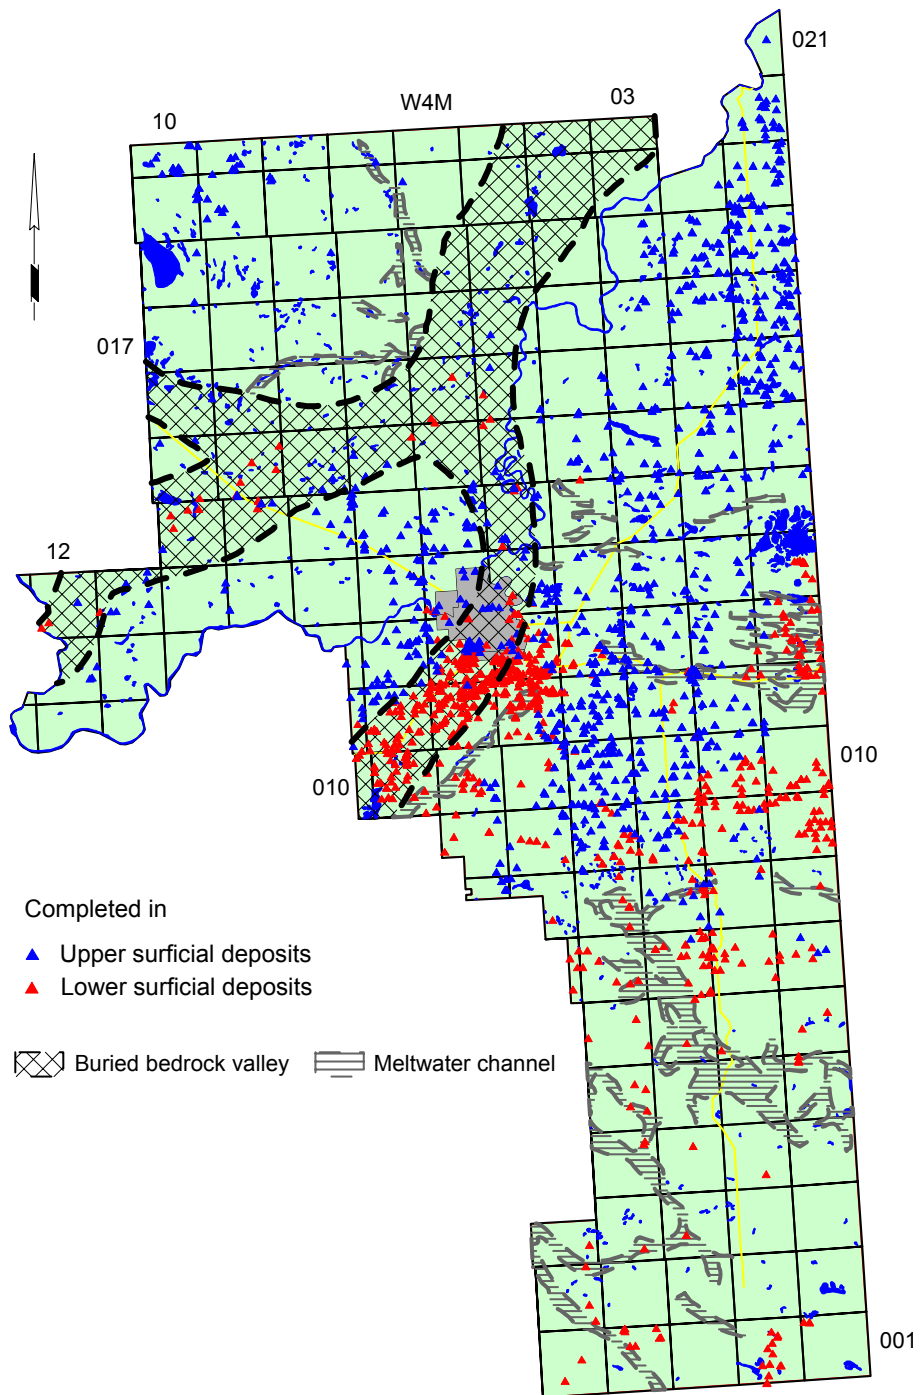 021
W4M
03
10
017
12
010
010
Completed in
Upper surficial deposits
Lower surficial deposits
Buried bedrock valley
Meltwater channel
001